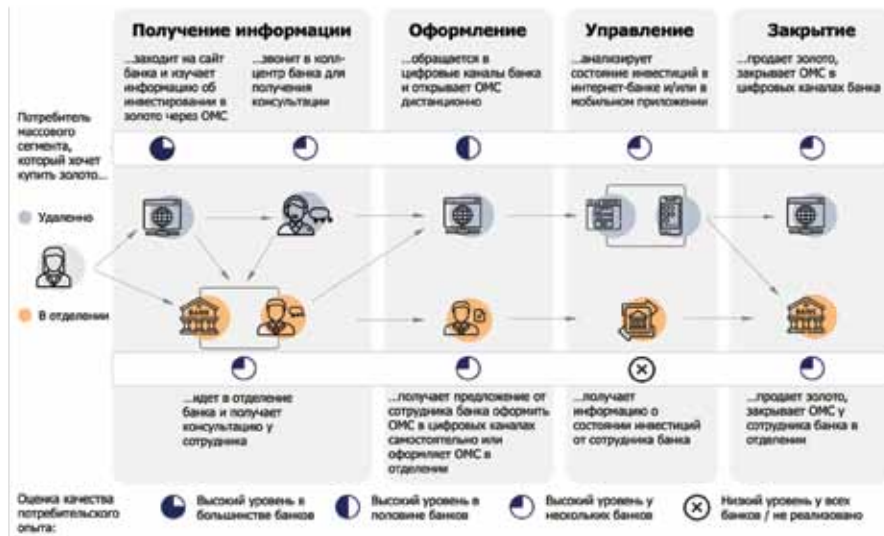 Получение информации
Оформление
Управление
Закрытие
...заходит на сайт
банка и изучает
информацию об
инвестировании в
золото через ОМС
...звонит в колл-
центр банка для
получения
консультации
...обращается в
цифровые каналы банка
и открывает ОМС
дистанционно
...анализирует
состояние инвестиций в
интернет-банке и/или в
мобильном приложении
...продает золото,
закрывает ОМС в
цифровых каналах банка
Потребитель
массового
сегмента,
который хочет
купить золото...
Удаленно
В отделении
BANK
BANK
...идет в отделение
банка и получает
консультацию у
сотрудника
...получает предложение от
сотрудника банка оформить
ОМС в цифровых каналах
самостоятельно или
оформляет ОМС в
отделении
...получает
информацию о
состоянии инвестиций
от сотрудника банка
...продает золото,
закрывает ОМС у
сотрудника банка в
отделении
Оценка качества
потребительского
опыта:
Высокий уровень в
большинстве банков
Высокий уровень в
половине банков
Высокий уровень у
нескольких банков
Низкий уровень у всех
банков / не реализовано